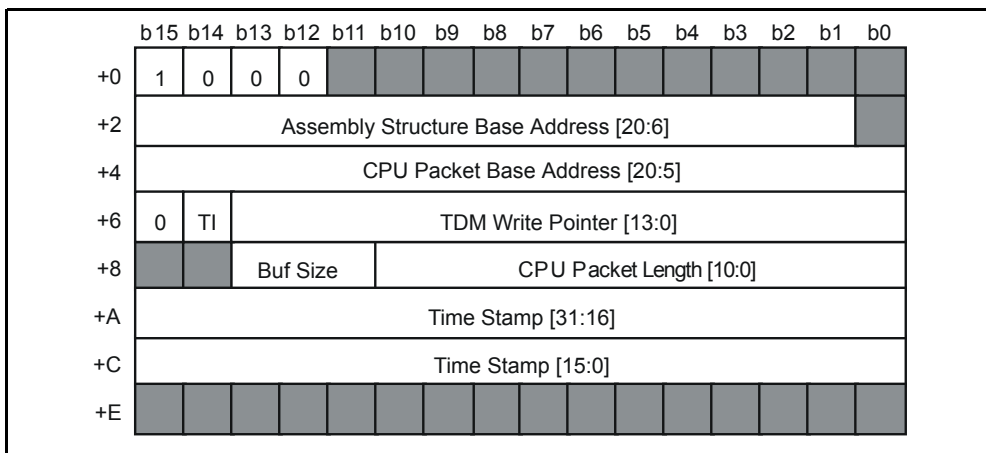 b15 b14 b13 b12 b11 b10 b9 b8 b7 b6 b5 b4 b3 b2 b1 b0
+0 1 0 0 0
+2 Assembly Structure Base Address [20:6]
+4 CPU Packet Base Address [20:5]
+6 0 TI TDM Write Pointer [13:0]
+8 Buf Size CPU Packet Length [10:0]
+A Time Stamp [31:16]
+C Time Stamp [15:0]
+E